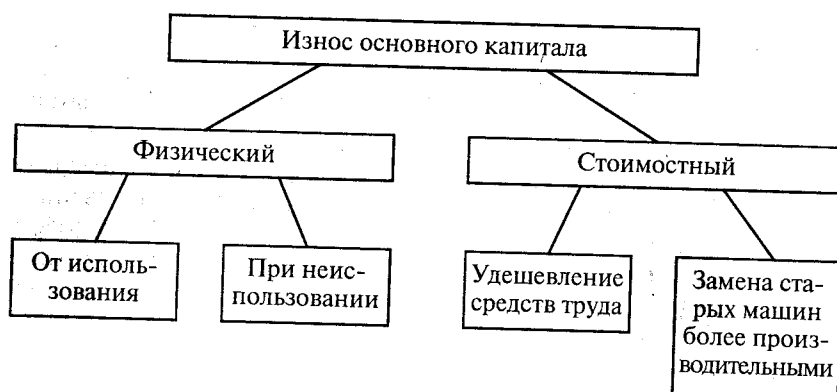 Износ основного капитала
Физический
Стоимостный
От исполь-
зования
При неис-
пользовании
Удешевление
средств труда
Замена ста-
рых машин
более произ-
водительными